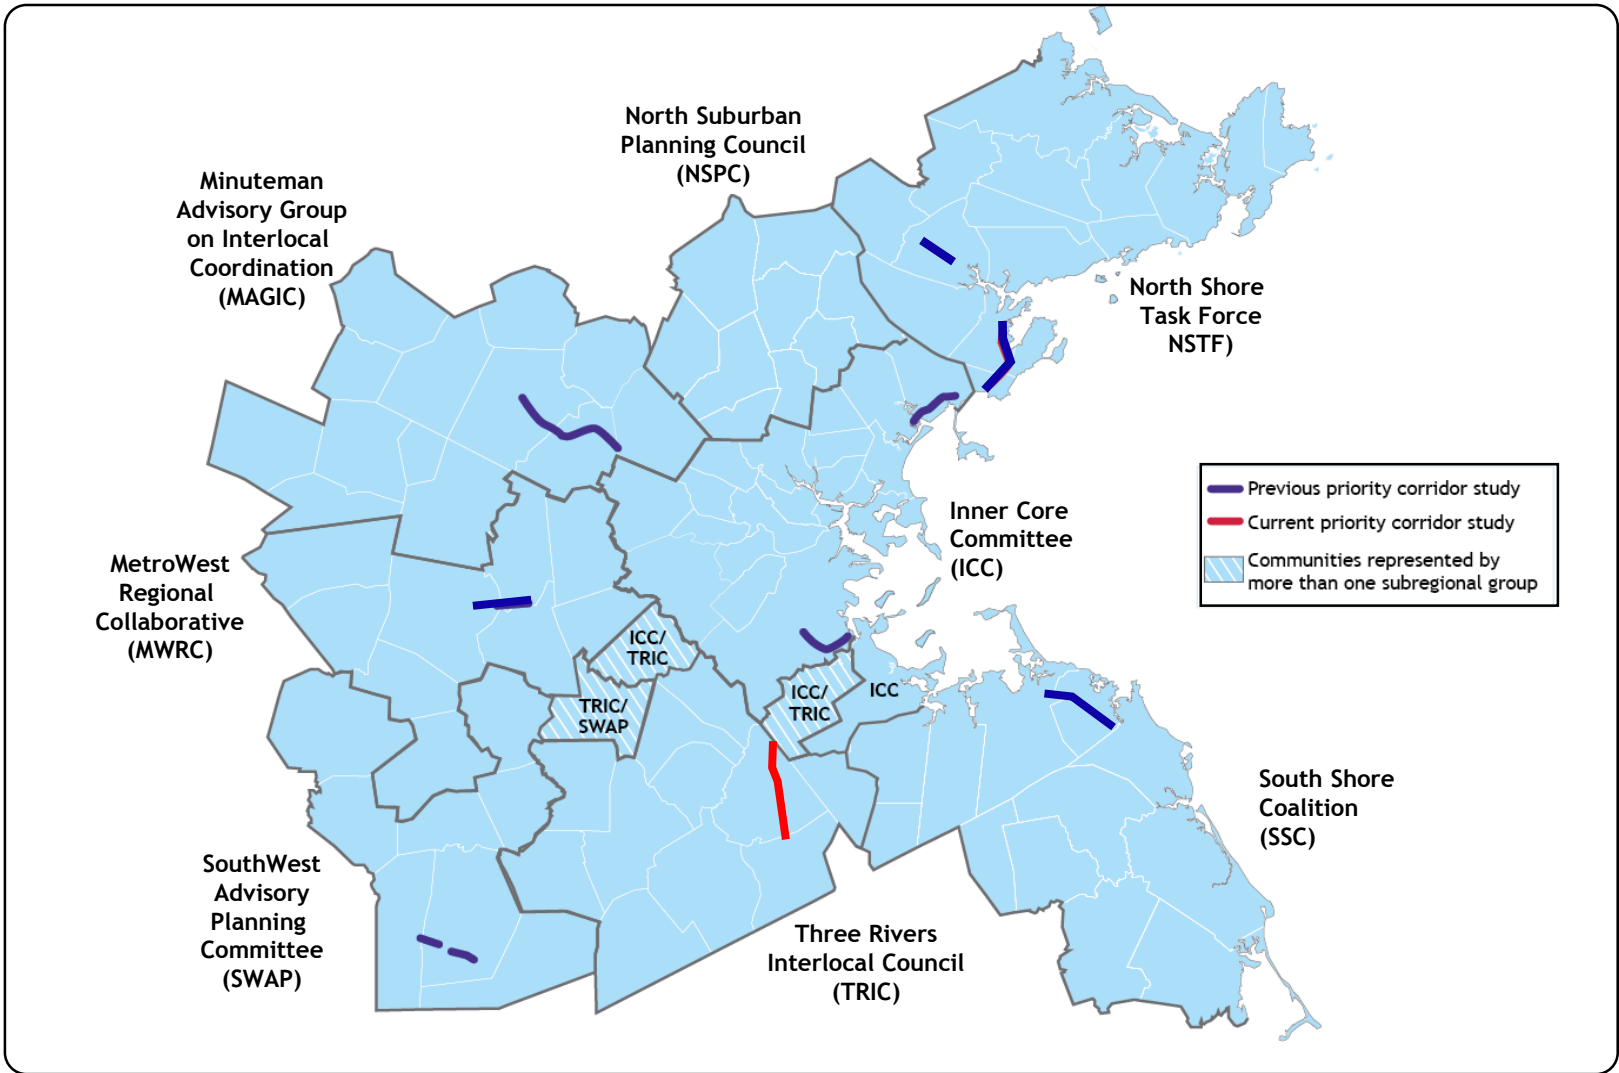 North Suburban
Planning Council
(NSPC)
Minuteman
Advisory Group
on Interlocal
Coordination
(MAGIC)
North Shore
Task Force
NSTF)
Previous priority corridor study
Current priority corridor study
Communities represented by
more than one subregional group
Inner Core
Committee
(ICC)
MetroWest
Regional
Collaborative
(MWRC)
ICC/
TRIC
ICC/
TRIC
ICC
TRIC/
SWAP
South Shore
Coalition
(SSC)
SouthWest
Advisory
Planning
Committee
(SWAP)
Three Rivers
Interlocal Council
(TRIC)